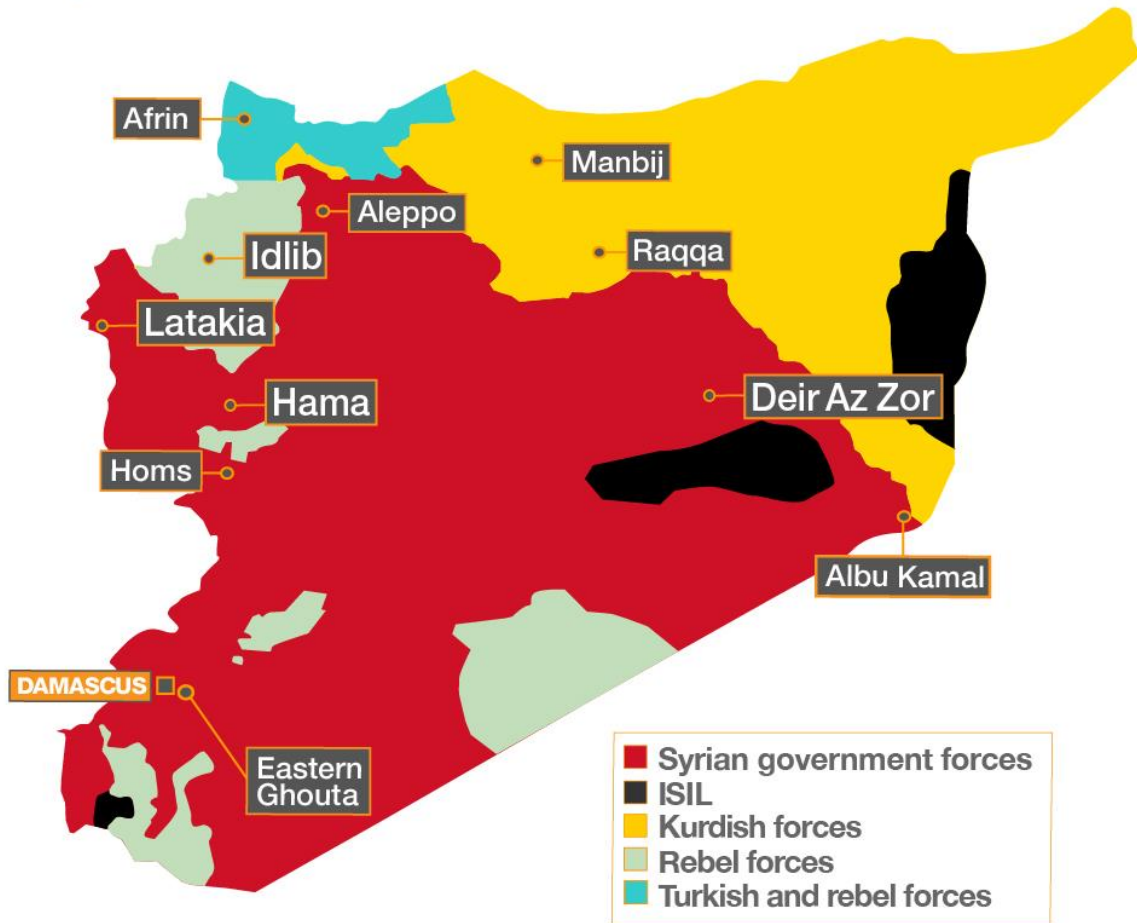 Afrin
Manbij
Aleppo
Raqqa
Idlib
Latakia
Deir Az Zor
Hama
Homs
Albu Kamal
DAMASCUS
Eastern
Ghouta
Syrian government forces
ISIL
Kurdish forces
Rebel forces
Turkish and rebel forces